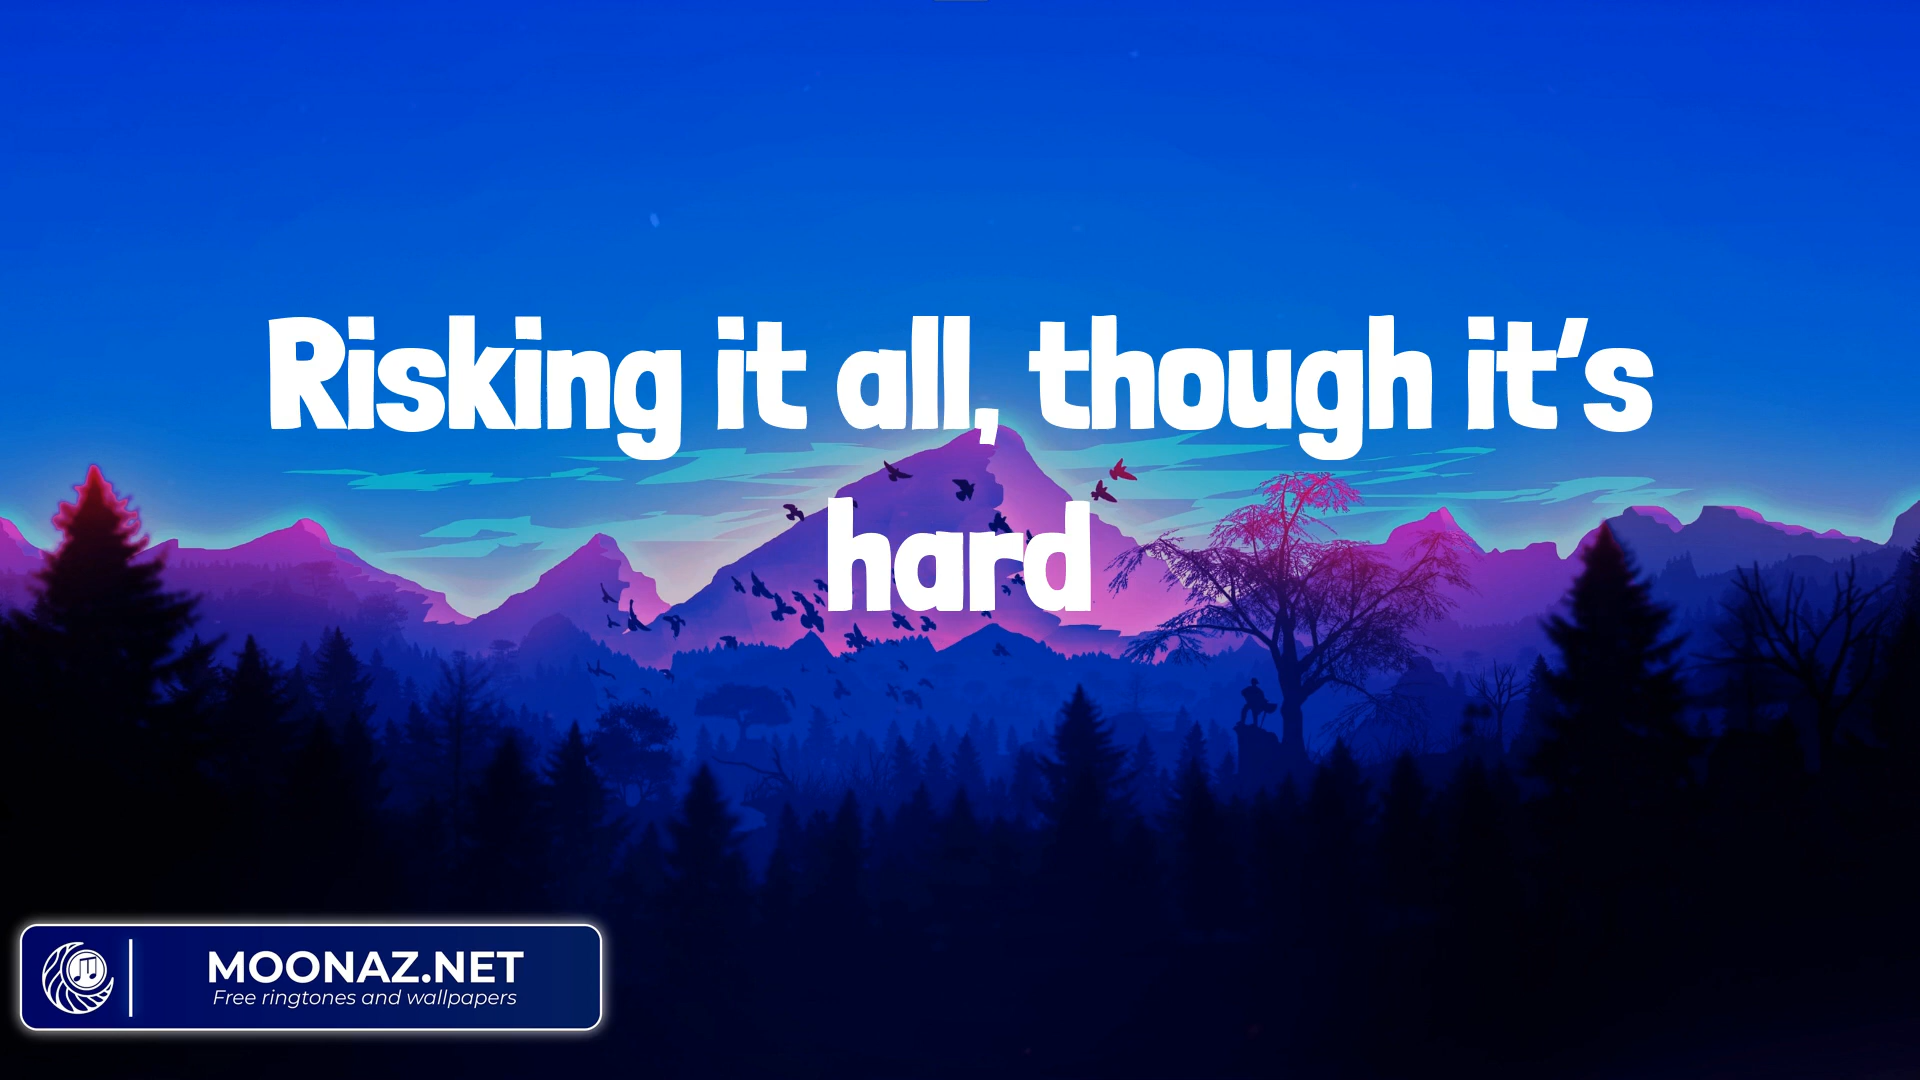 Risking it all, though it's
hard
MOONAZ.NET
Free ringtones and wallpapers